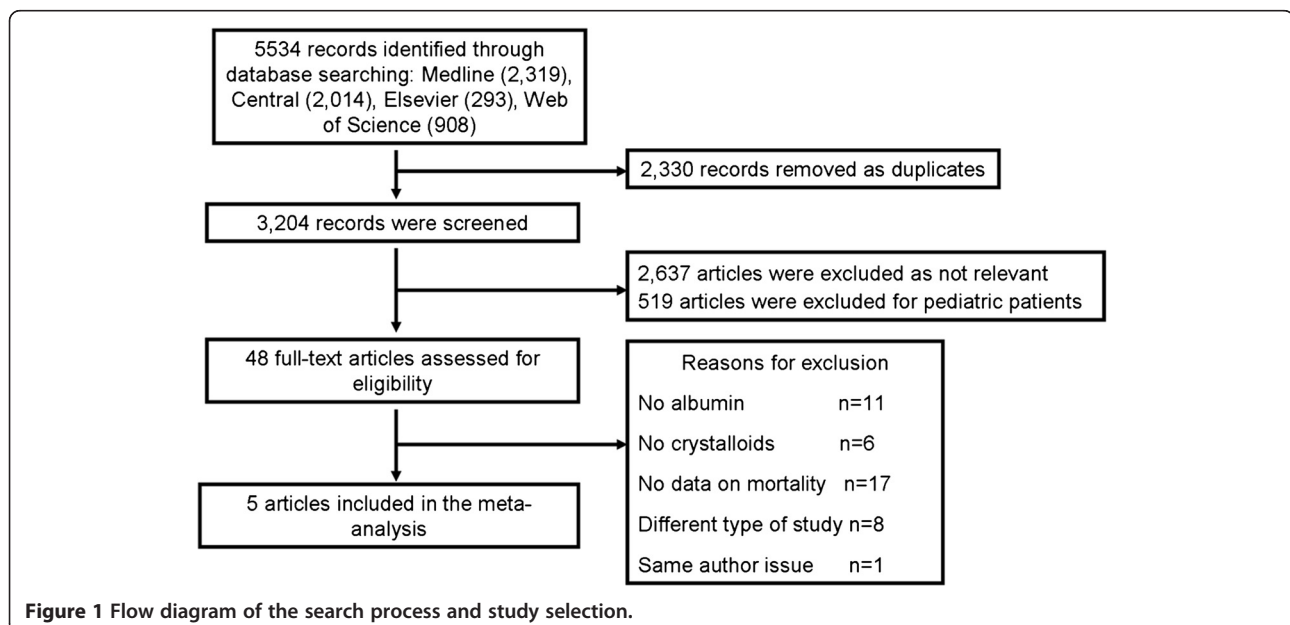 5534 records identified through
database searching: Medline (2,319),
Central (2,014), Elsevier (293), Web
of Science (908)
2,330 records removed as duplicates
3,204 records were screened
2,637 articles were excluded as not relevant
519 articles were excluded for pediatric patients
48 full-text articles assessed for
eligibility
Reasons for exclusion
No albumin n=11
No crystalloids n=6
No data on mortality n=17
Different type of study n=8
Same author issue n=1
5 articles included in the meta-
analysis
Figure 1 Flow diagram of the search process and study selection.